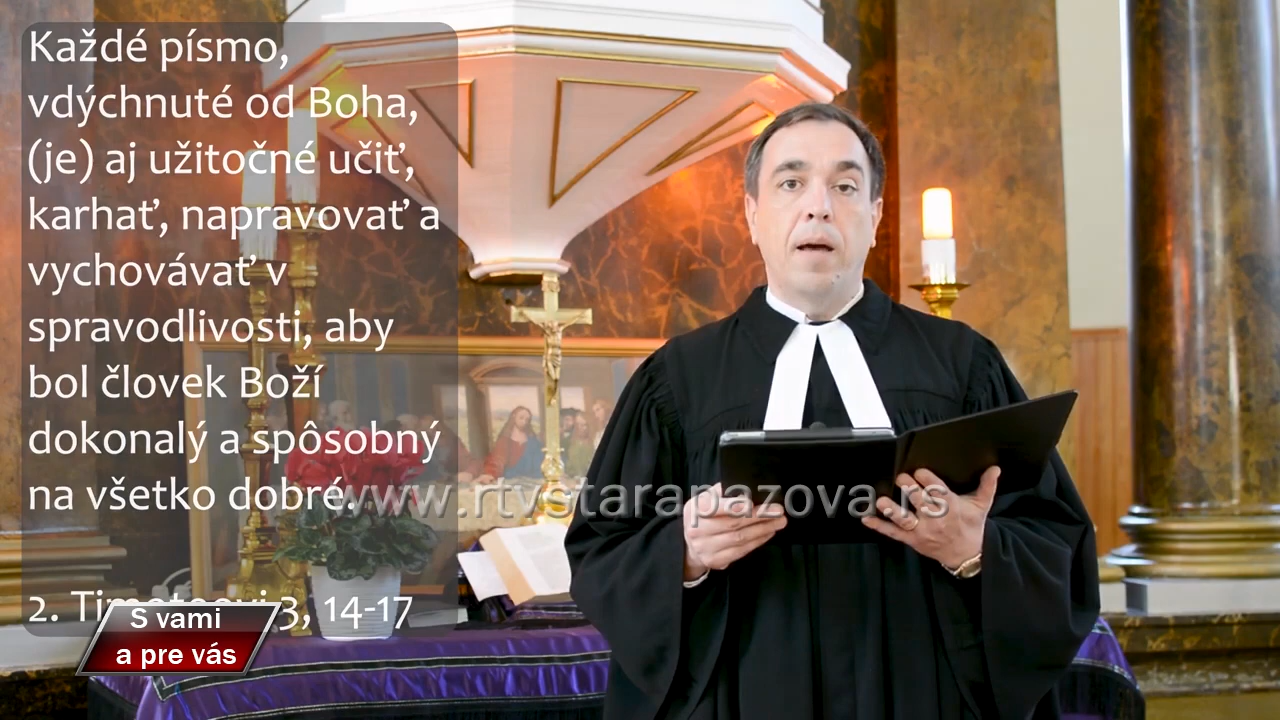 Každé písmo,
vdýchnuté od Boha,
(je) aj užitočné učiť,
karhať, napravovať a
vychovávať v
spravodlivosti, aby
bol človek Boží
dokonalý a spôsobný
na všetko dobré.
www.rtvstarapazova.rs
2. 3, 14-17
S vami
a pre vás